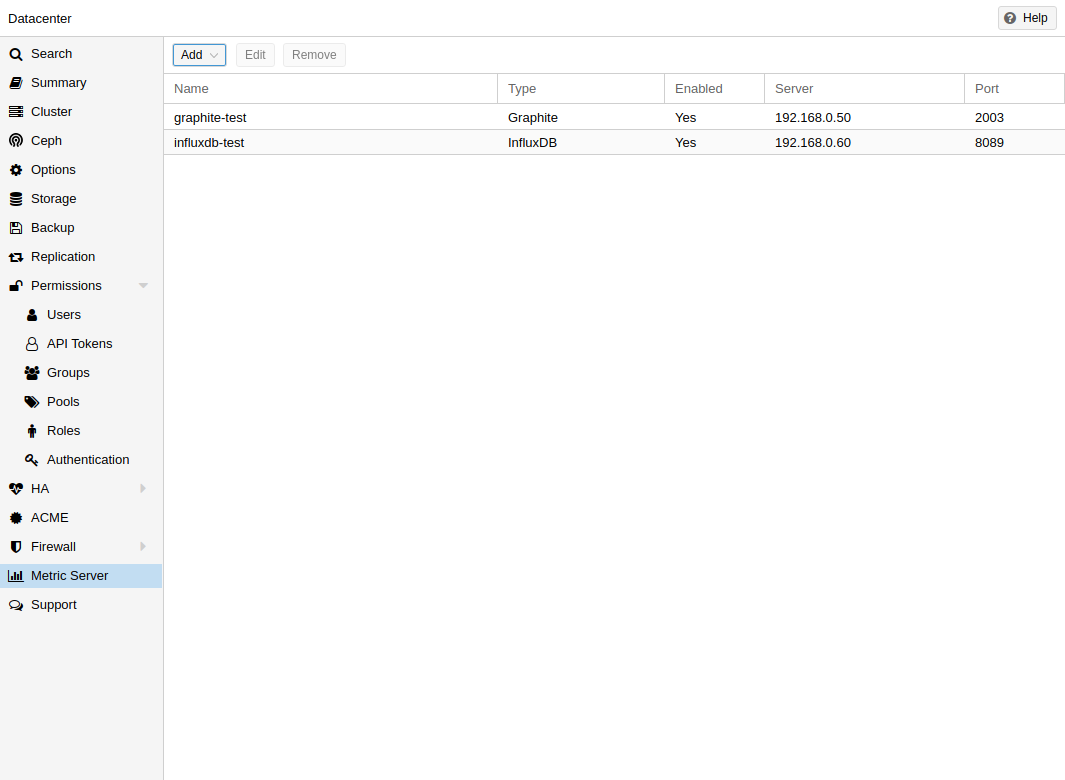 Datacenter
Help
Search
Summary
Cluster
Ceph
Options
Storage
Backup
Replication
Permissions
Users
API Tokens
Groups
Pools
Roles
Authentication
HA
ACME
Firewall
Metric Server
Support
Add Edit Remove
Name Type Enabled Server Port
graphite-test Graphite Yes 192.168.0.50 2003
influxdb-test InfluxDB Yes 192.168.0.60 8089